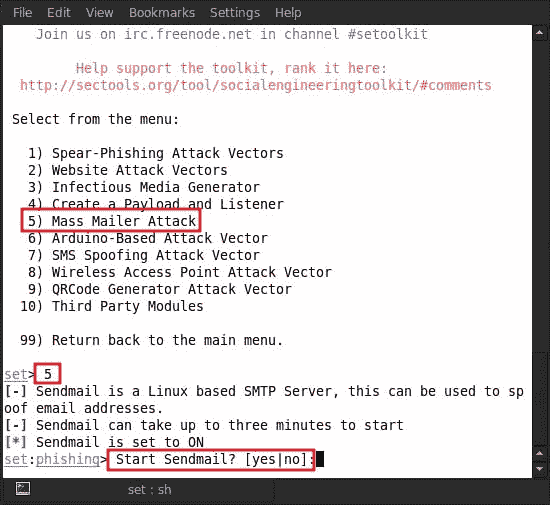 File Edit View Bookmarks Settings Help
Join us on irc.freenode.net in channel #setoolkit
Help support the toolkit, rank it here:
http://sectools.org/tool/socialengineeringtoolkit/#comments
Select from the menu:
1) Spear-Phishing Attack Vectors
2) Website Attack Vectors
3) Infectious Media Generator
4) Create a Payload and Listener
5) Mass Mailer Attack
6) Arduino-Based Attack Vector
7) SMS Spoofing Attack Vector
8) Wireless Access Point Attack Vector
9) QRCode Generator Attack Vector
10) Third Party Modules
99) Return back to the main menu.
set> 5
[-] Sendmail is a Linux based SMTP Server, this can be used to sp
oof email addresses.
[-] Sendmail can take up to three minutes to start
[*] Sendmail is set to ON
set:phishing> Start Sendmail? [yes|no]:
set : sh